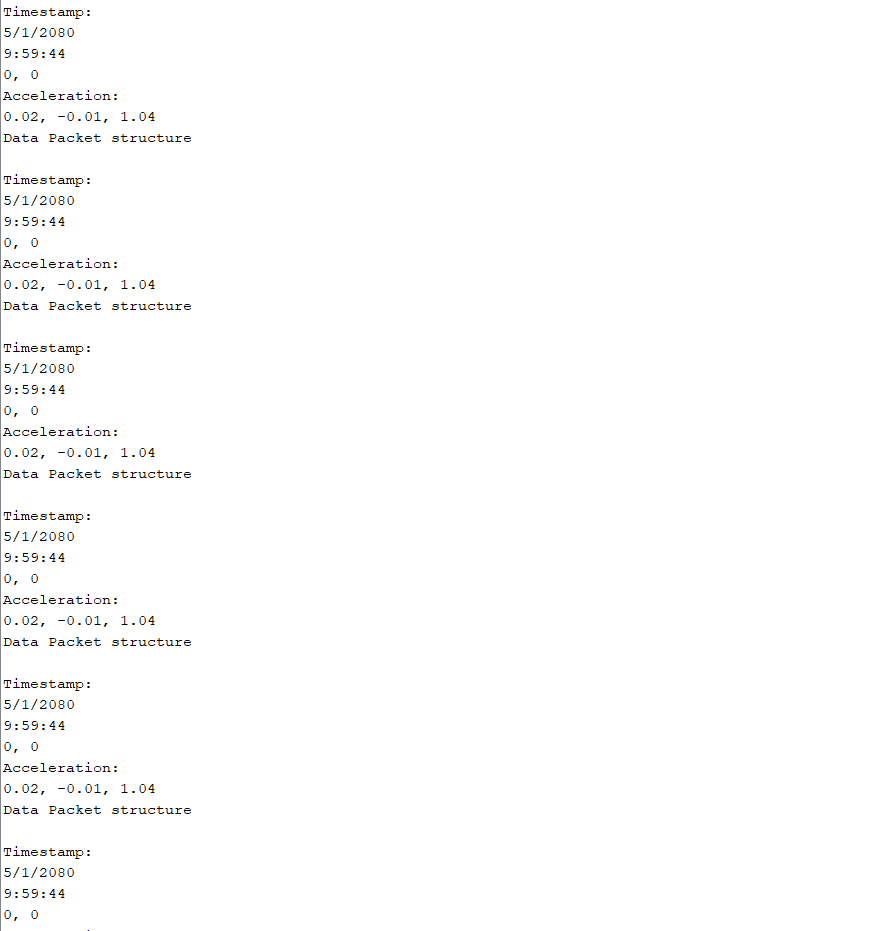 Timestamp:
5/1/2080
9:59:44
0, 0
Acceleration:
0.02, -0.01, 1.04
Data Packet structure
Timestamp:
5/1/2080
9:59:44
0, 0
Acceleration:
0.02, -0.01, 1.04
Data Packet structure
Timestamp:
5/1/2080
9:59:44
0, 0
Acceleration:
0.02, -0.01, 1.04
Data Packet structure
Timestamp:
5/1/2080
9:59:44
0, 0
Acceleration:
0.02, -0.01, 1.04
Data Packet structure
Timestamp:
5/1/2080
9:59:44
0, 0
Acceleration:
0.02, -0.01, 1.04
Data Packet structure
Timestamp:
5/1/2080
9:59:44
0, 0